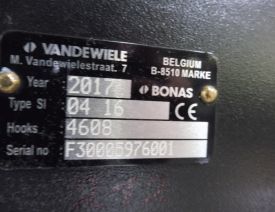 VANDEWIELE
M. Vandewielestraat. 7
BELGIUM
B-8510 MARKE
Year 2017
BONAS
Type SI 04 16 CE
Hooks 4608
Serial no F30005976001